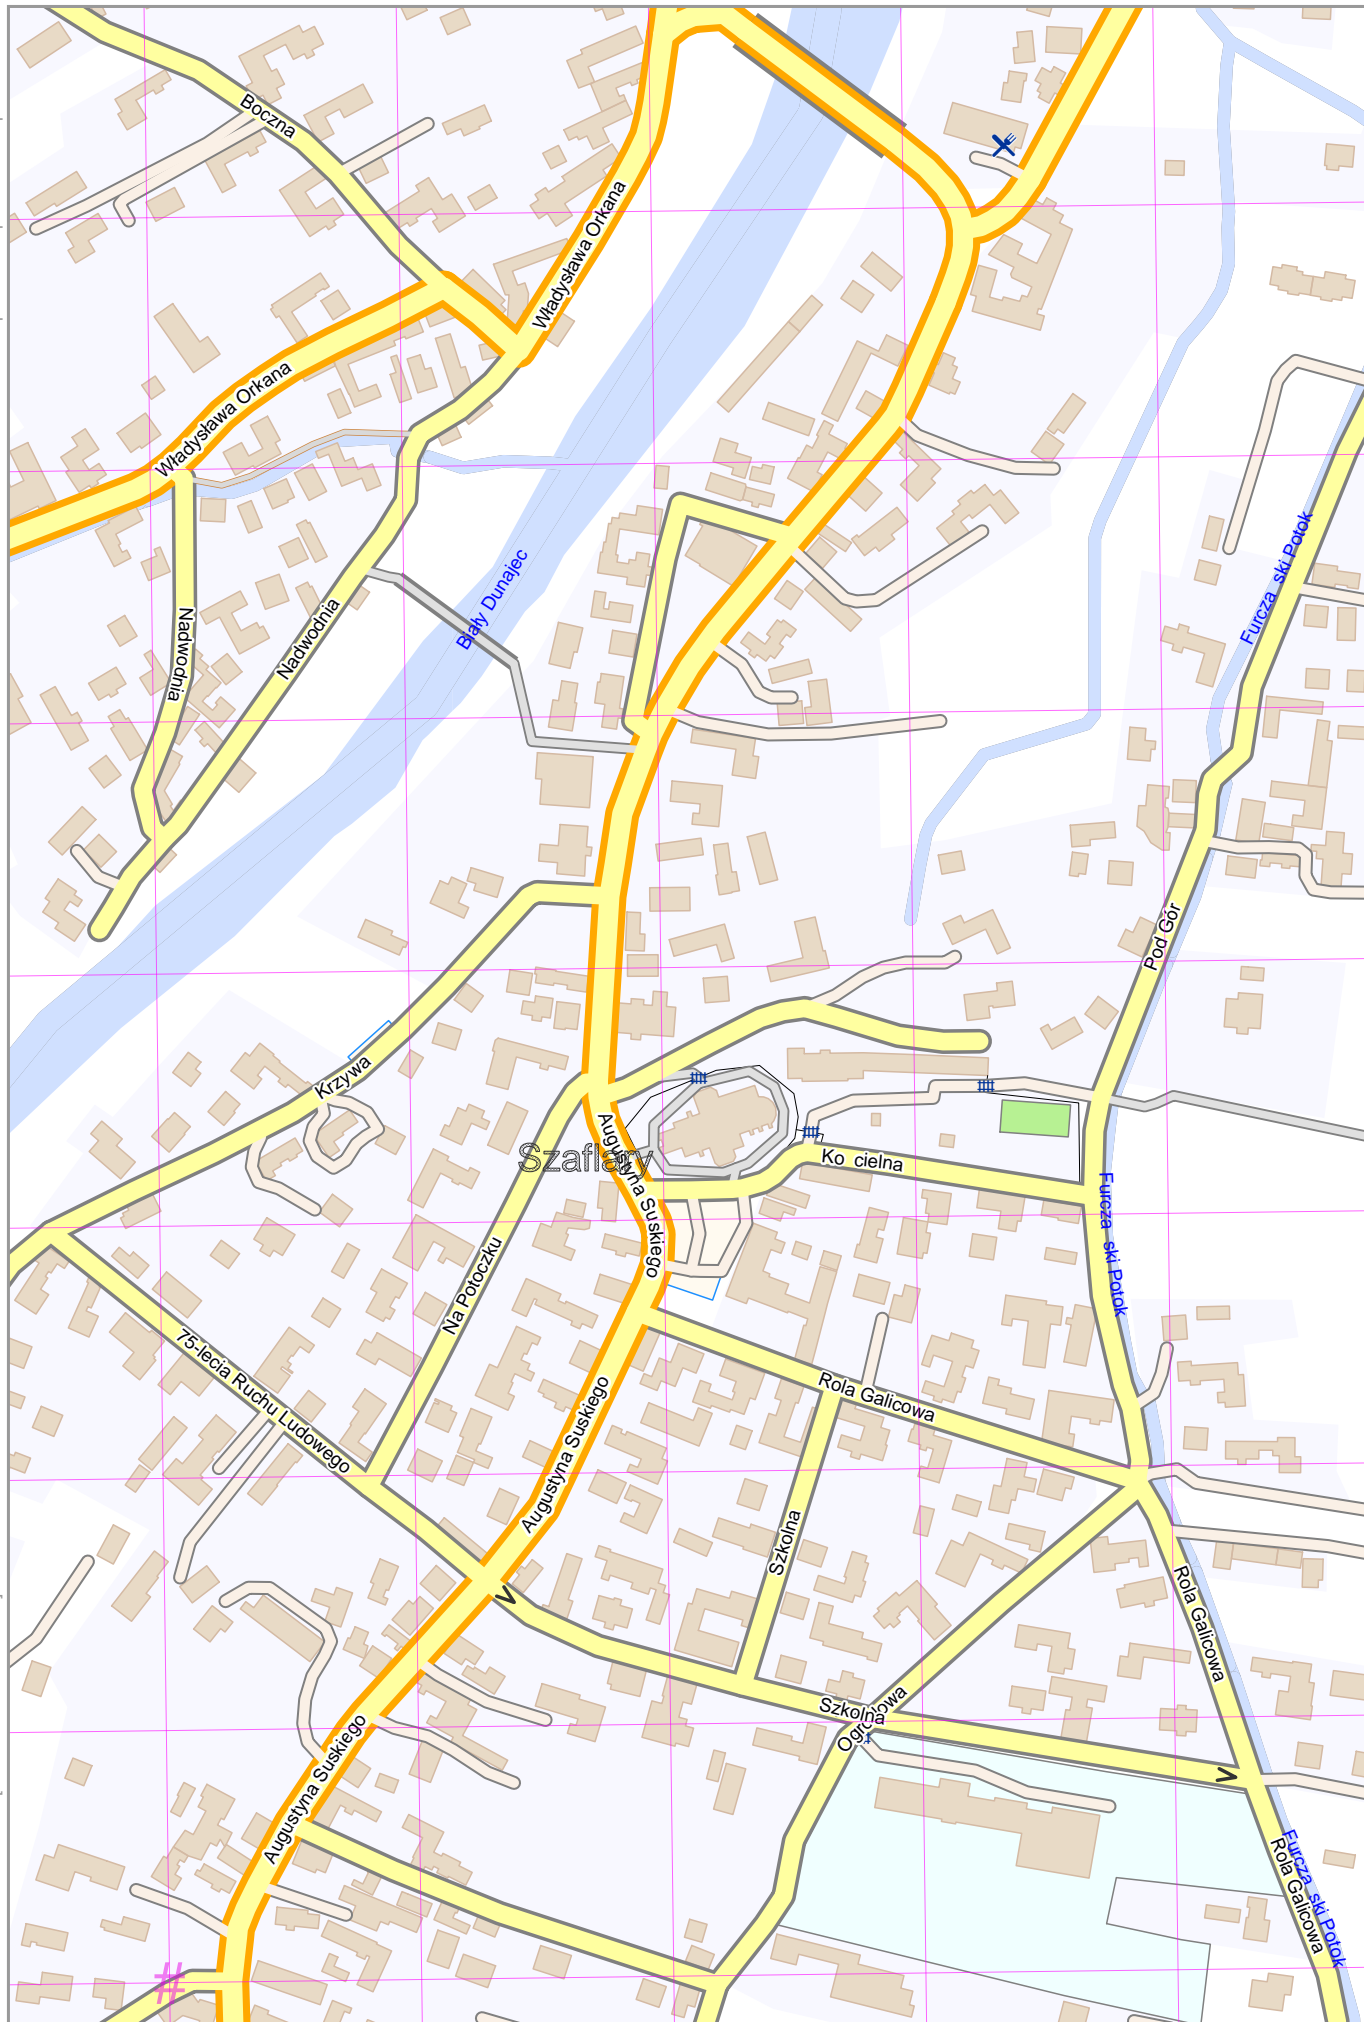 Boczna
Władysława Orkana
Władysława Orkana
Furcza ski Potok
Biały Dunajec
Nadwodnia
Nadwodnia
Pod Gór
Krzywa
Augustyna Suskiego
Szaflary
Ko cielna
Furcza ski Potok
Na Potoczku
75-lecia Ruchu Ludowego
Rola Galicowa
Augustyna Suskiego
Szkolna
Rola Galicowa
Szkolna
Ogrodowa
Augustyna Suskiego
Furcza ski Potok
Rola Galicowa
#